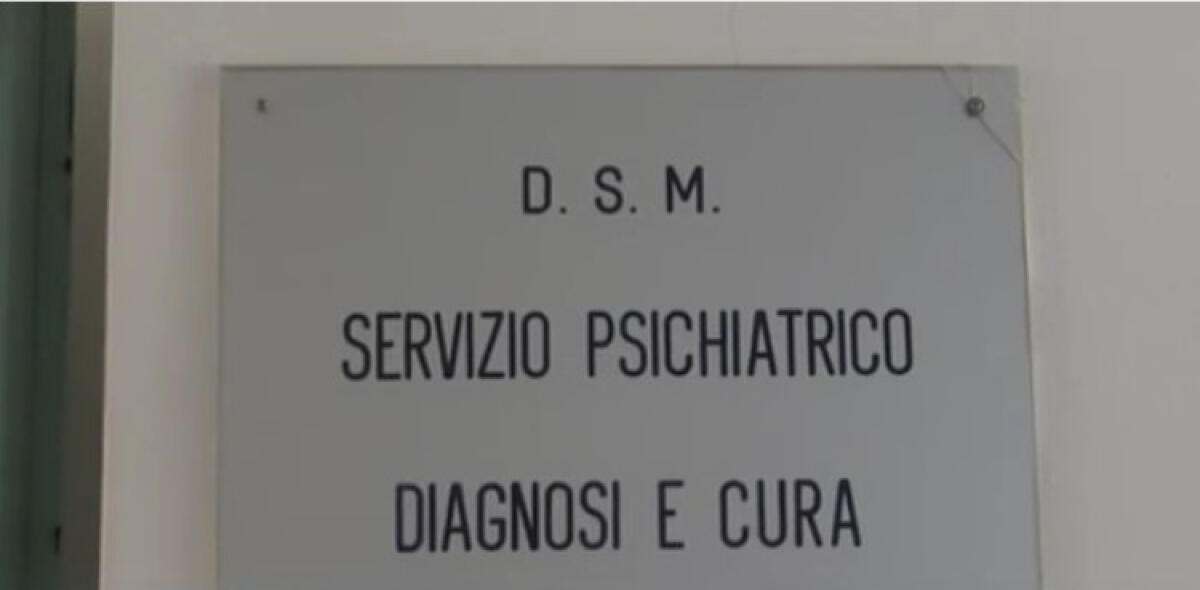 D. S. M.
SERVIZIO PSICHIATRICO
DIAGNOSI E CURA